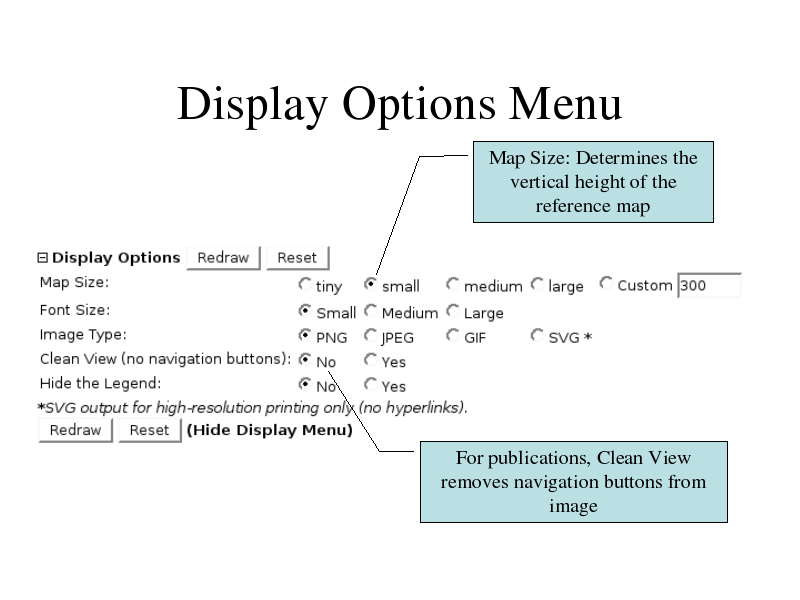 Display Options Menu
Map Size: Determines the
vertical height of the
reference map
Display Options Redraw Reset
Map Size: tiny small medium large Custom 300
Font Size: Small Medium Large
Image Type: PNG JPEG GIF SVG *
Clean View (no navigation buttons): No Yes
Hide the Legend: No Yes
*SVG output for high-resolution printing only (no hyperlinks).
Redraw Reset (Hide Display Menu)
For publications, Clean View
removes navigation buttons from
image